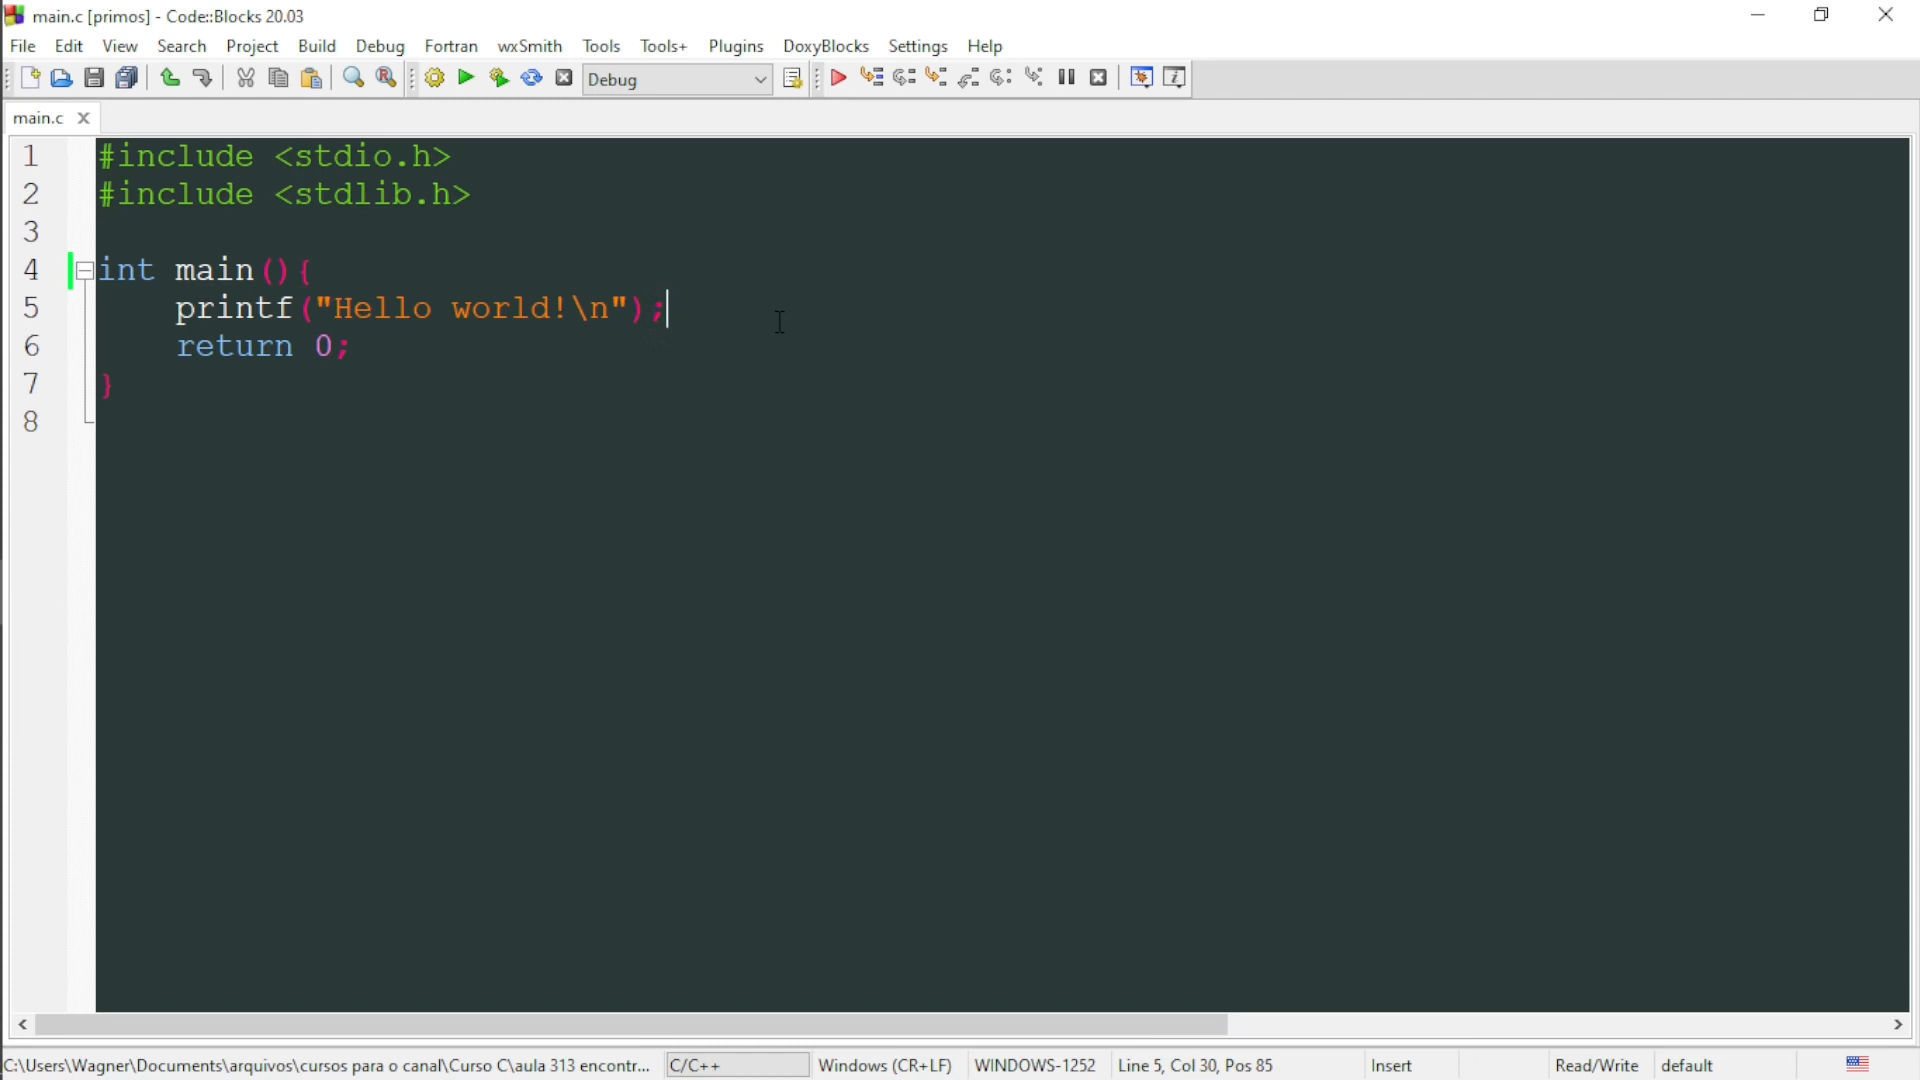 main.c [primos] - Code::Blocks 20.03
File Edit View Search Project Build Debug Fortran wxSmith Tools Tools+ Plugins DoxyBlocks Settings Help
Debug
main.c
1 #include <stdio.h>
2 #include <stdlib.h>
3
4 int main(){
5     printf("Hello world!\n");
6     return 0;
7 }
8
C:\Users\Wagner\Documents\arquivos\cursos para o canal\Curso C\aula 313 encontr... C/C++ Windows (CR+LF) WINDOWS-1252 Line 5, Col 30, Pos 85 Insert Read/Write default